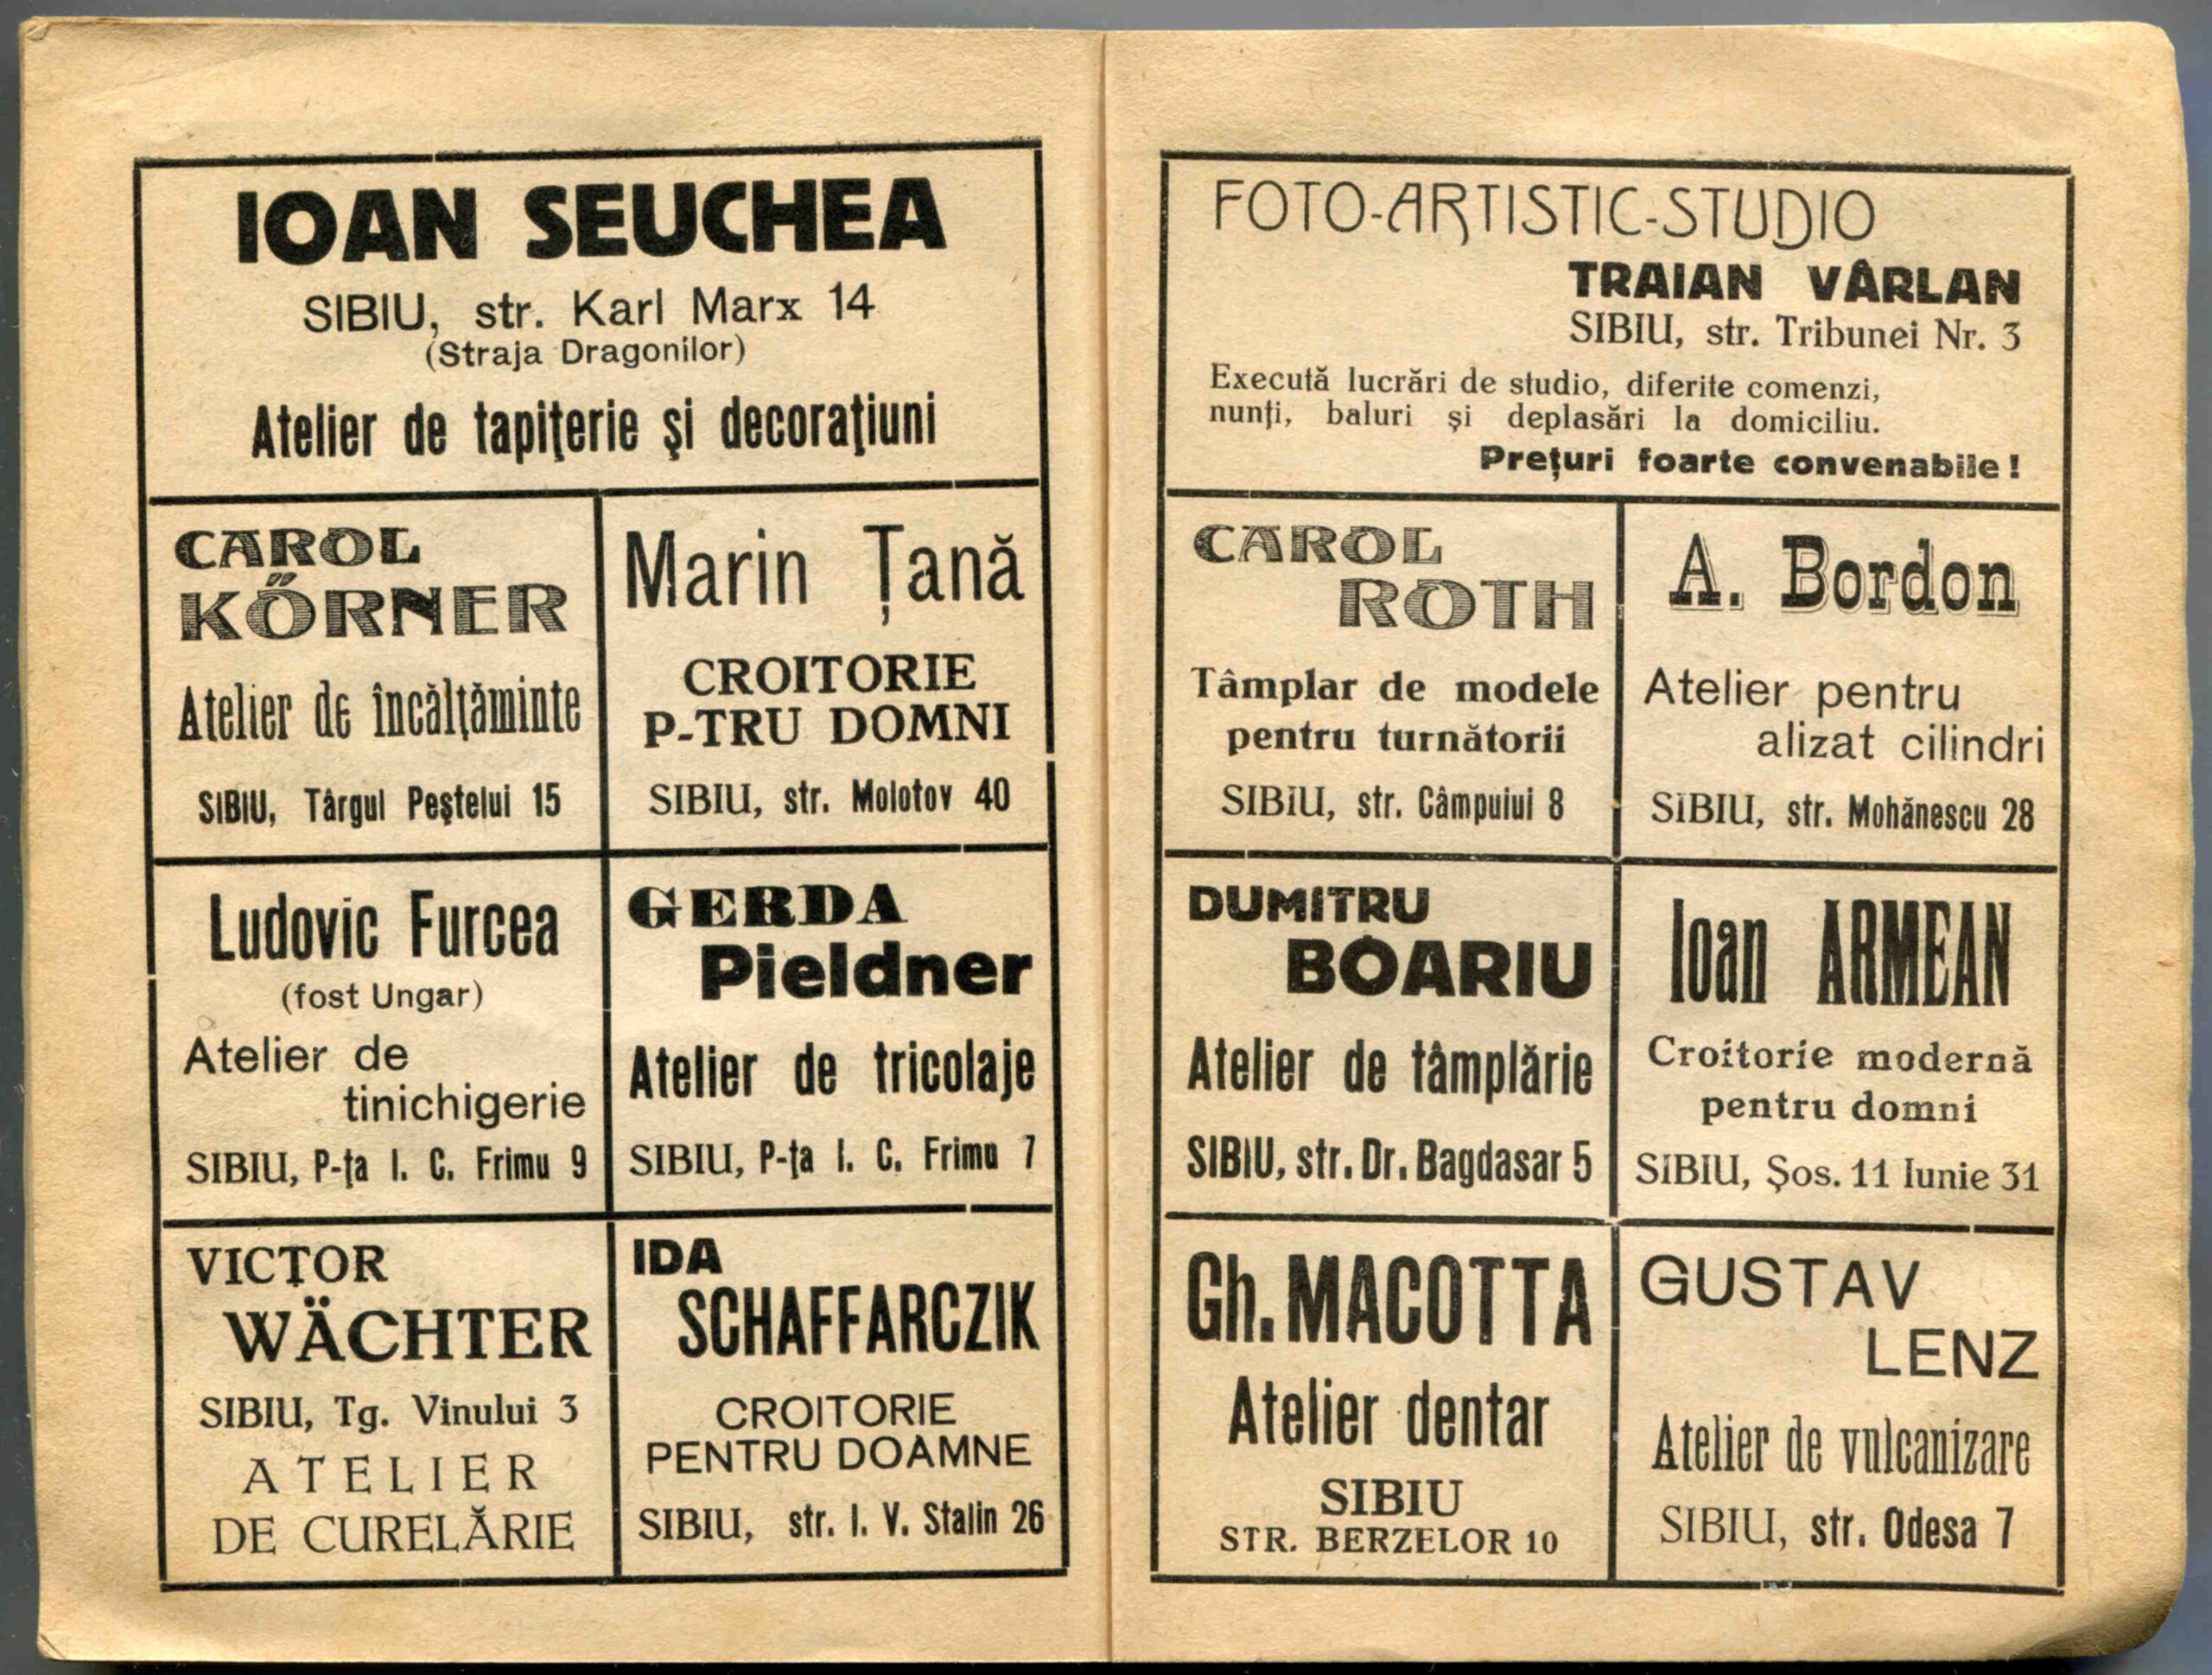 IOAN SEUCHEA
SIBIU, str. Karl Marx 14
(Straja Dragonilor)
Atelier de tapiţerie şi decoraţiuni
CAROL
KŐRNER
Atelier de încălţăminte
SIBIU, Târgul Peştelui 15
Marin Ţană
CROITORIE
P-TRU DOMNI
SIBIU, str. Molotov 40
Ludovic Furcea
(fost Ungar)
Atelier de
tinichigerie
SIBIU, P-ţa I. C. Frimu 9
GERDA
Pieldner
Atelier de tricolaje
SIBIU, P-ţa I. C. Frimu 7
VICTOR
WÄCHTER
SIBIU, Tg. Vinului 3
ATELIER
DE CURELĂRIE
IDA
SCHAFFARCZIK
CROITORIE
PENTRU DOAMNE
SIBIU, str. I. V. Stalin 26
FOTO-ARTISTIC-STUDIO
TRAIAN VÂRLAN
SIBIU, str. Tribunei Nr. 3
Execută lucrări de studio, diferite comenzi,
nunţi, baluri şi deplasări la domiciliu.
Preţuri foarte convenabile!
CAROL
ROTH
Tâmplar de modele
pentru turnătorii
SIBIU, str. Câmpului 8
A. Bordon
Atelier pentru
alizat cilindri
SIBIU, str. Mohănescu 28
DUMITRU
BOARIU
Atelier de tâmplărie
SIBIU, str. Dr. Bagdasar 5
Ioan ARMEAN
Croitorie modernă
pentru domni
SIBIU, Şos. 11 Iunie 31
Gh. MACOTTA
Atelier dentar
SIBIU
STR. BERZELOR 10
GUSTAV
LENZ
Atelier de vulcanizare
SIBIU, str. Odesa 7